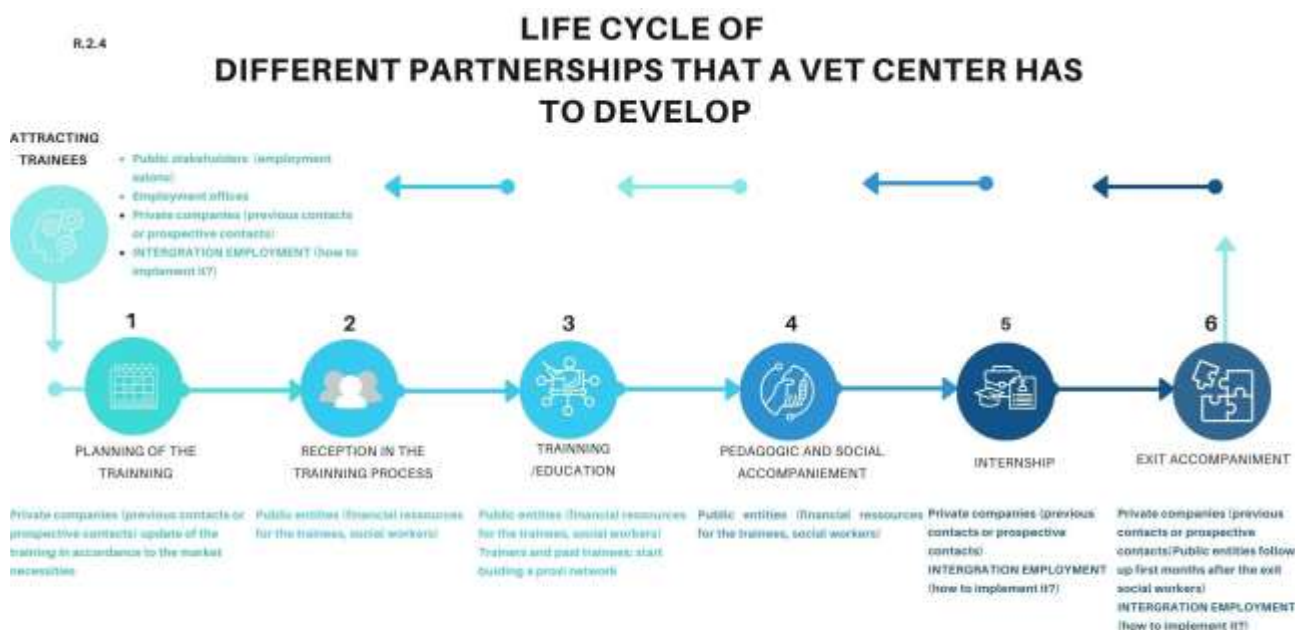 R.2.4
LIFE CYCLE OF
DIFFERENT PARTNERSHIPS THAT A VET CENTER HAS
TO DEVELOP
ATTRACTING
TRAINEES
Public stakeholders (employment
salons)
Employment offices
Private companies (previous contacts
or prospective contacts)
INTERGRATION EMPLOYMENT (how to
implement it?)
1
2
3
4
5
6
PLANNING OF THE
TRAINNING
RECEPTION IN THE
TRAINNING PROCESS
TRAINNING
/EDUCATION
PEDAGOGIC AND SOCIAL
ACCOMPANIEMENT
INTERNSHIP
EXIT ACCOMPANIMENT
Private companies (previous contacts or
prospective contacts) update of the
training in accordance to the market
necessities
Public entities (financial ressources
for the trainees, social workers)
Public entities (financial ressources
for the trainees, social workers)
Trainers and past trainees: start
buiding a network
Public entities (financial ressources
for the trainees, social workers)
Private companies (previous
contacts or prospective
contacts)
INTERGRATION EMPLOYMENT
(how to implement it?)
Private companies (previous
contacts or prospective
contacts)Public entities follow
up first months after the exit
social workers)
INTERGRATION EMPLOYMENT
(how to implement it?)